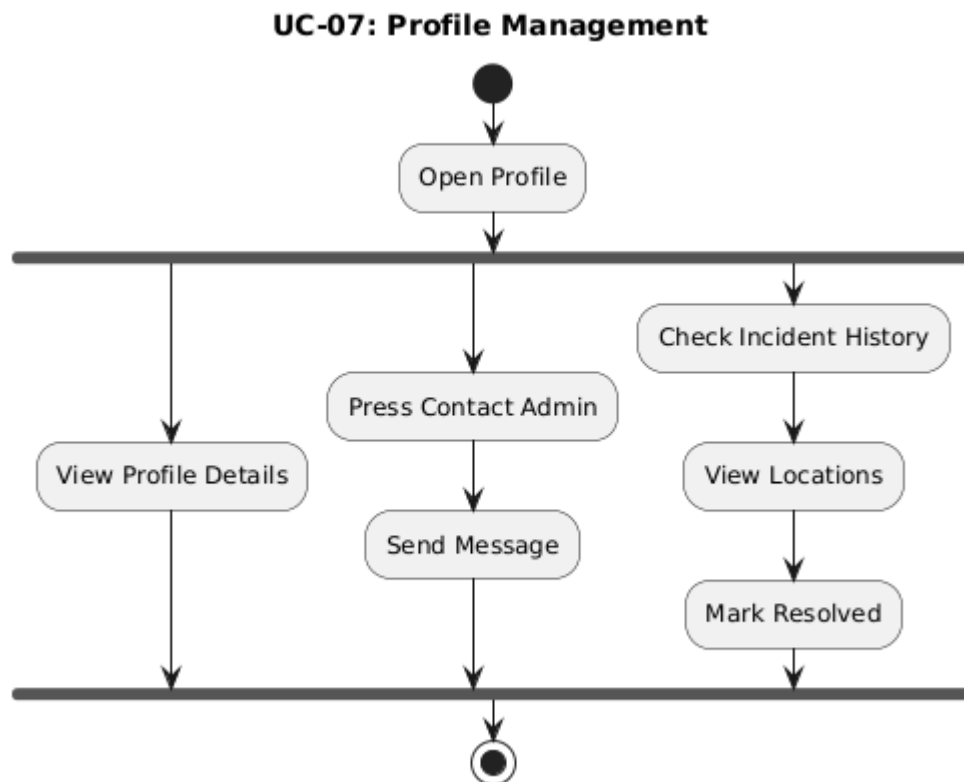 UC-07: Profile Management
Open Profile
View Profile Details
Press Contact Admin
Send Message
Check Incident History
View Locations
Mark Resolved